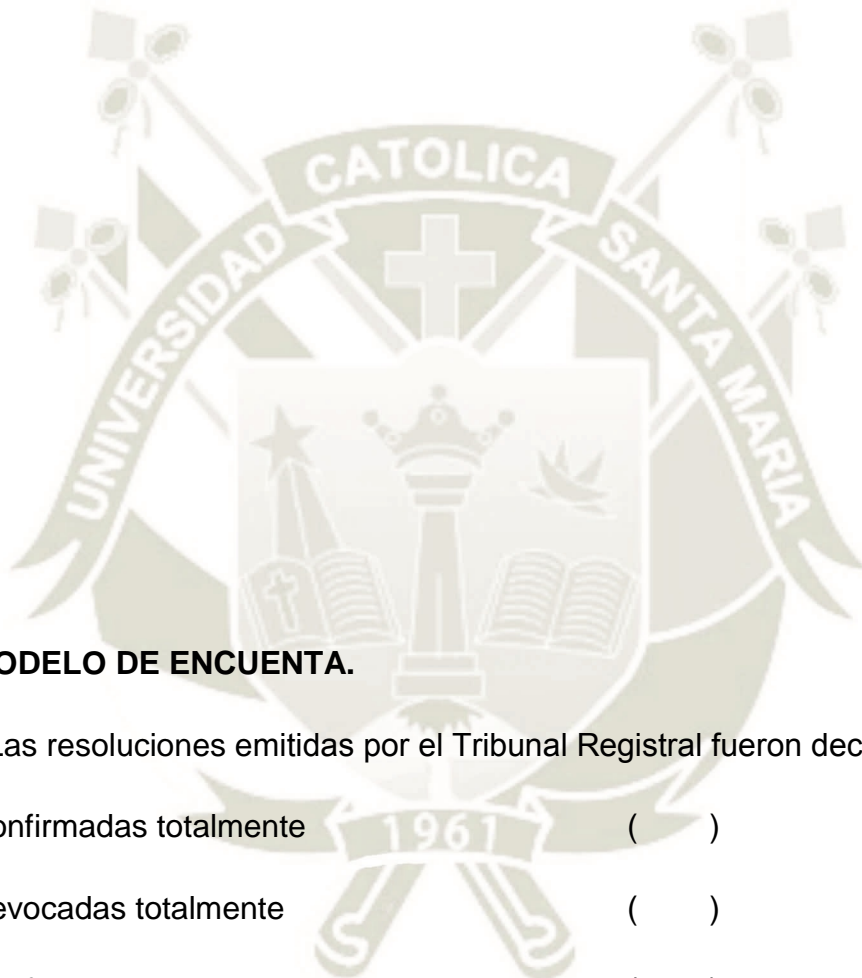 CATOLICA
UNIVERSIDAD
SANTA MARIA
ODELO DE ENCUENTA.
Las resoluciones emitidas por el Tribunal Registral fueron dec
onfirmadas totalmente ( )
1961
evocadas totalmente ( )